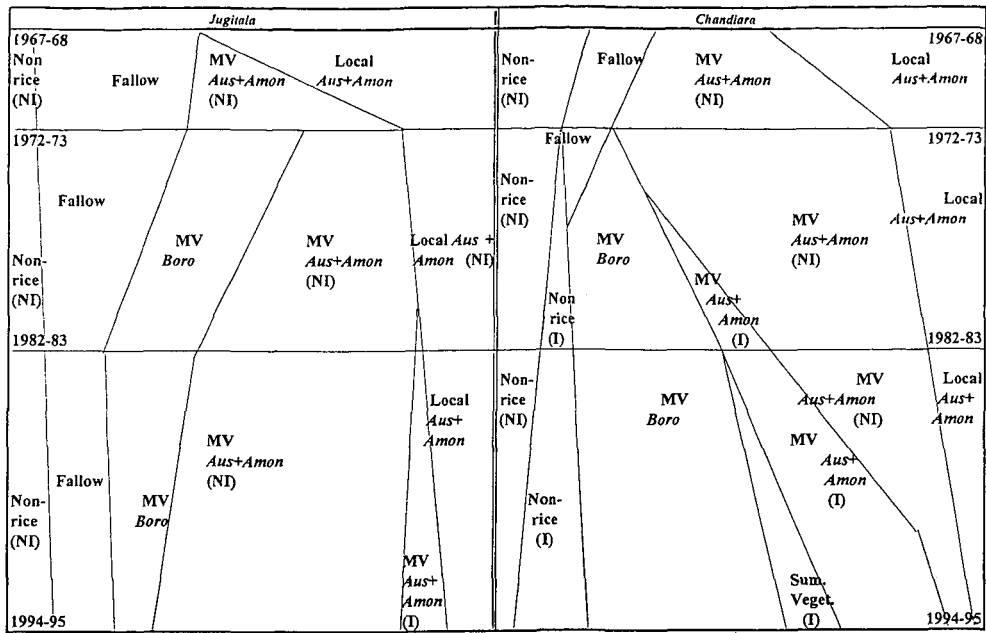 Jugitala
1967-68
Non
rice
(NI)
Fallow
MV
Aus+Amon
(NI)
Local
Aus+Amon
1972-73
Fallow
Non-
rice
(NI)
MV
Boro
MV
Aus+Amon
(NI)
Local Aus +
Amon (NI)
1982-83
Non-
rice
(NI)
Fallow
MV
Boro
MV
Aus+Amon
(NI)
Local
Aus+
Amon
MV
Aus+
Amon
(I)
1994-95
Chandlara
1967-68
Non-
rice
(NI)
Fallow
MV
Aus+Amon
(NI)
Local
Aus+Amon
1972-73
Fallow
Non-
rice
(NI)
MV
Boro
Non
rice
(I)
MV
Aus+
Amon
(I)
MV
Aus+Amon
(NI)
Local
Aus+Amon
1982-83
Non-
rice
(NI)
Non-
rice
(I)
MV
Boro
MV
Aus+Amon
(NI)
MV
Aus+
Amon
(I)
Local
Aus+
Amon
Sum.
Veget.
(I)
1994-95